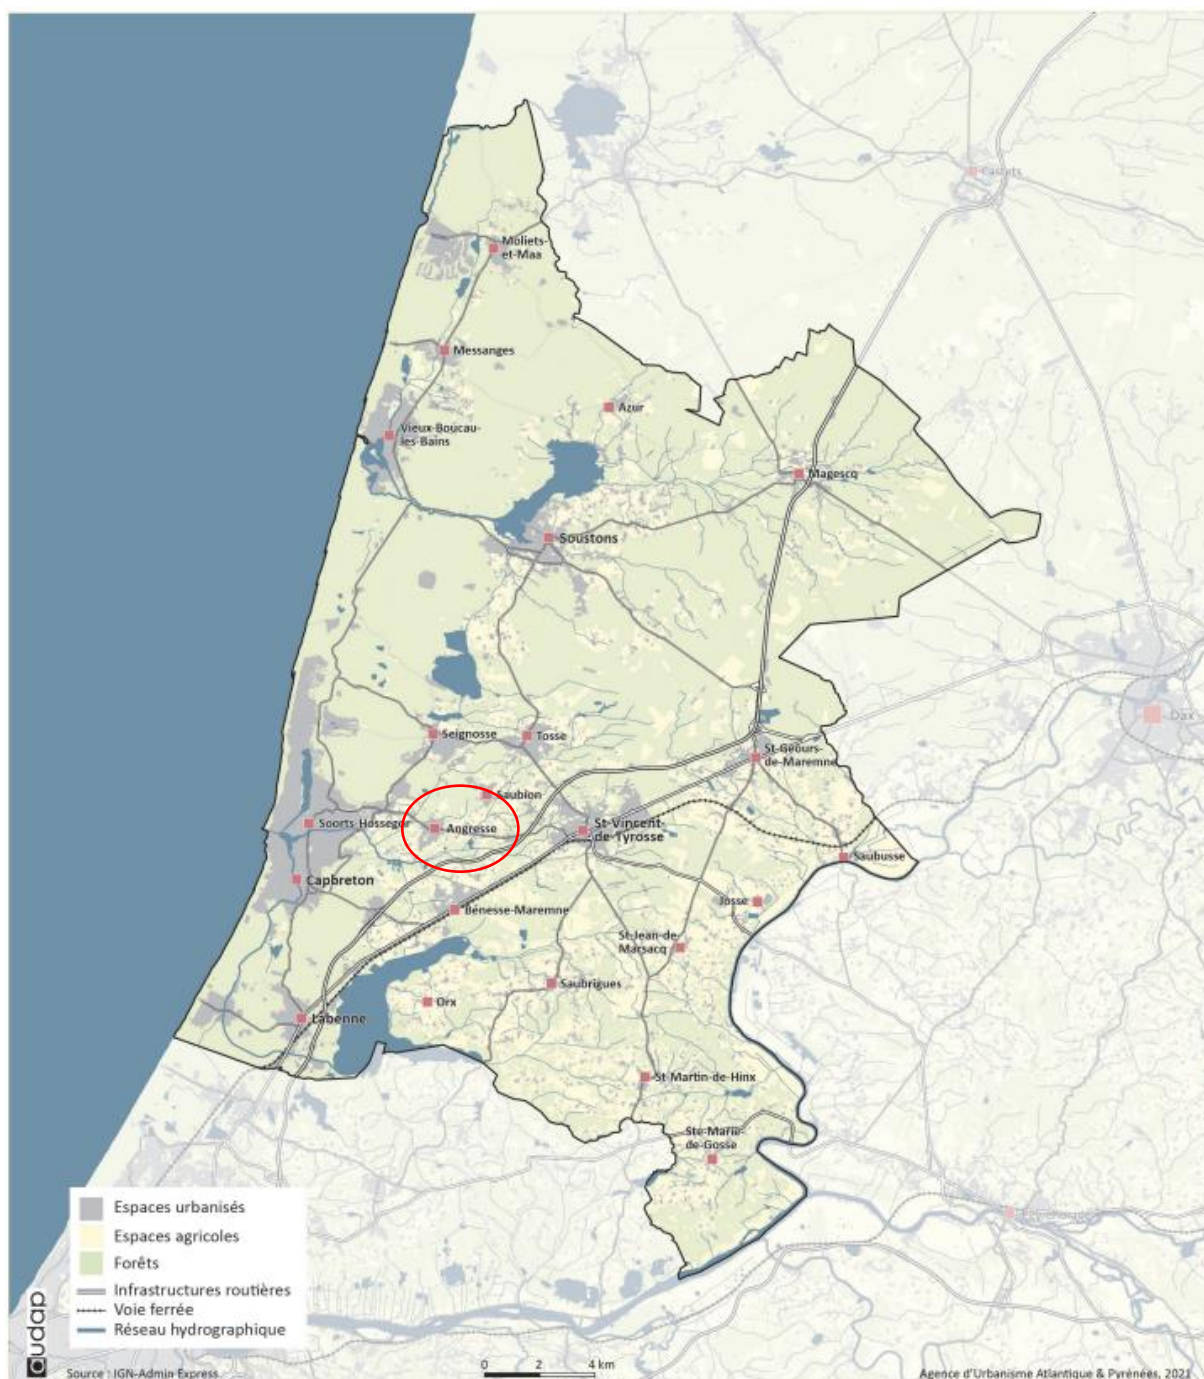 Castets
Moliets-
et-Maa
Messanges
Azur
Vieux-Boucau-
les-Bains
Magescq
Soustons
Dax
Seignosse
Tosse
St-Geours-
de-Maremne
Saubion
Soorts-Hossegor
Angresse
St-Vincent-
de-Tyrosse
Saubusse
Capbreton
Josse
Bénesse-Maremne
St-Jean-de-
Marsacq
Saubrigues
Orx
Labenne
St-Martin-de-Hinx
Ste-Marie-
de-Gosse
Espaces urbanisés
Espaces agricoles
Forêts
Infrastructures routières
Voie ferrée
Réseau hydrographique
audap
Source : IGN-Admin Express
0 2 4 km
Agence d'Urbanisme Atlantique & Pyrénées, 2021